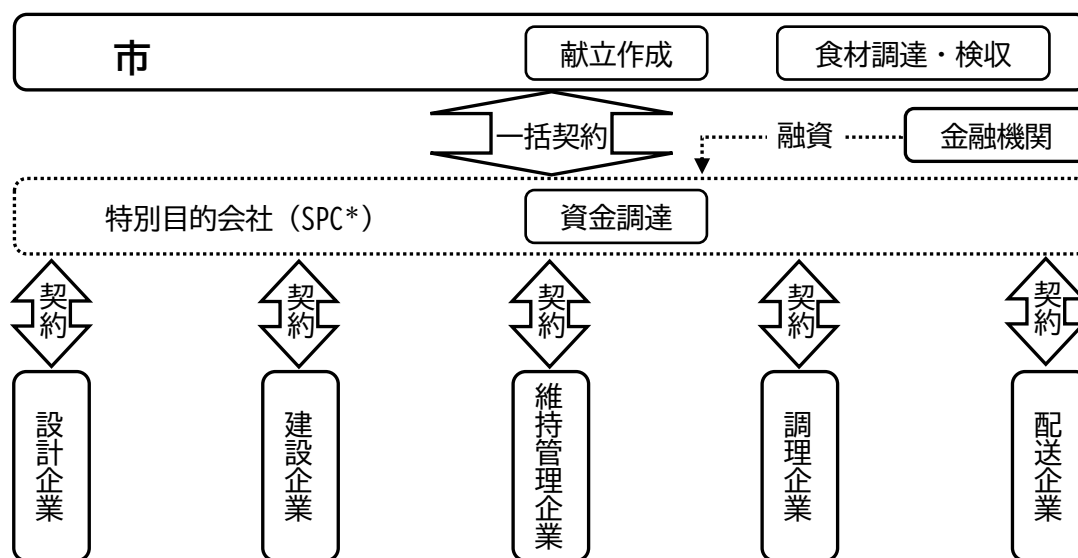 市
献立作成
食材調達・検収
一括契約
融資
金融機関
特別目的会社（SPC*）
資金調達
契約
契約
契約
契約
契約
設計企業
建設企業
維持管理企業
調理企業
配送企業